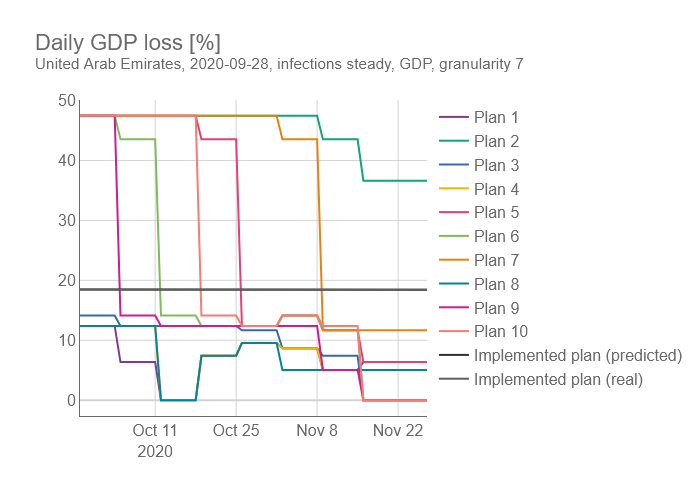 Daily GDP loss [%]
United Arab Emirates, 2020-09-28, infections steady, GDP, granularity 7
50
40
30
20
10
0
Oct 11
2020
Oct 25
Nov 8
Nov 22
Plan 1
Plan 2
Plan 3
Plan 4
Plan 5
Plan 6
Plan 7
Plan 8
Plan 9
Plan 10
Implemented plan (predicted)
Implemented plan (real)